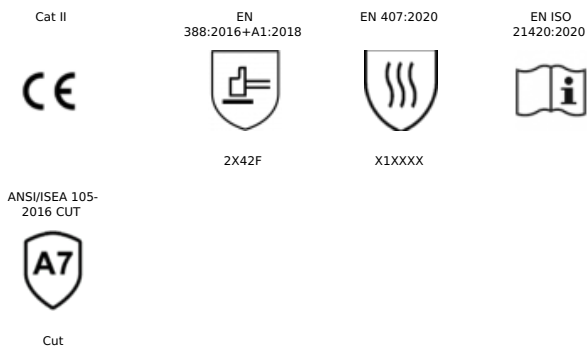 Cat II
EN
388:2016+A1:2018
EN 407:2020
EN ISO
21420:2020
CE
i
2X42F
X1XXXX
ANSI/ISEA 105-
2016 CUT
A7
Cut